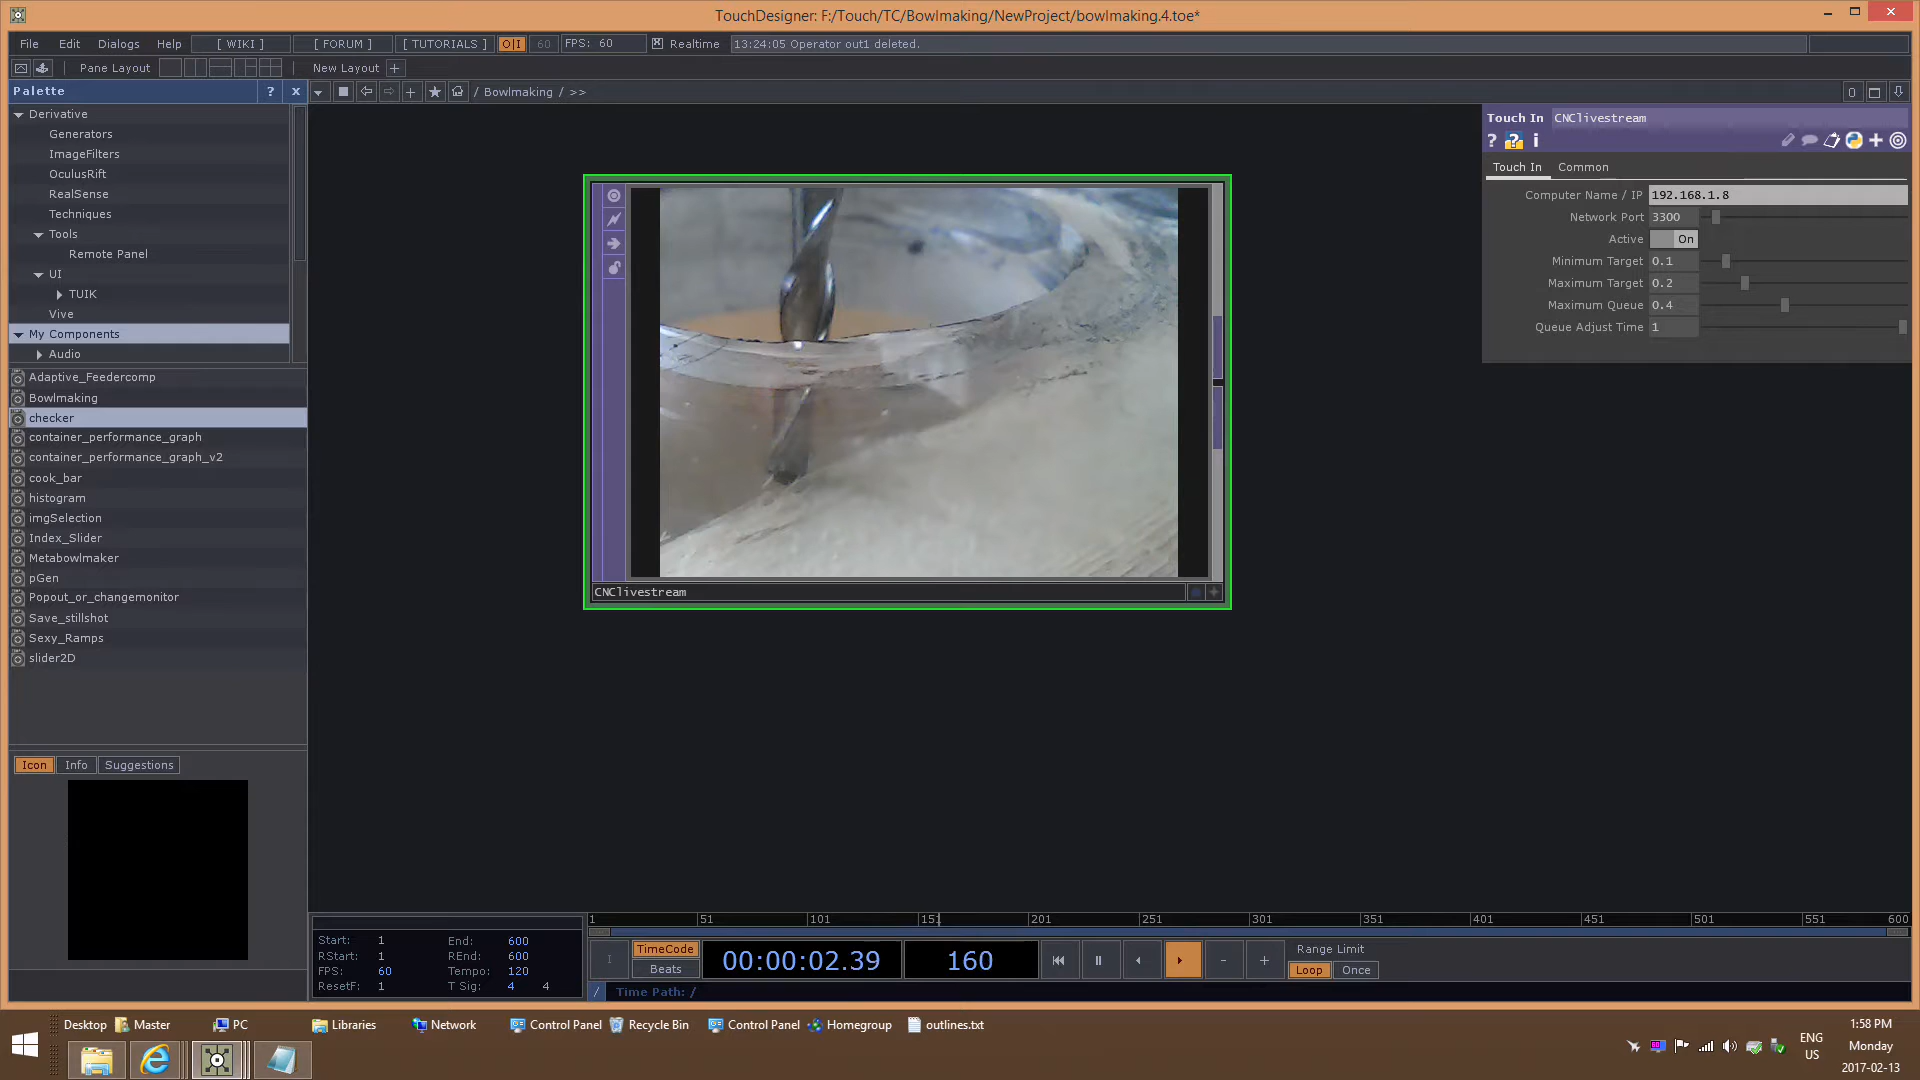 TouchDesigner: F:/Touch/TC/Bowlmaking/NewProject/bowlmaking.4.toe*
File Edit Dialogs Help [ WIKI ] [ FORUM ] [ TUTORIALS ] O|I 60 FPS: 60 Realtime 13:24:05 Operator out1 deleted.
Pane Layout New Layout +
Palette ? x / Bowlmaking / >> 0
Derivative
Generators
ImageFilters
OculusRift
RealSense
Techniques
Tools
Remote Panel
UI
TUIK
Vive
My Components
Audio
Adaptive_Feedercomp
Bowlmaking
checker
container_performance_graph
container_performance_graph_v2
cook_bar
histogram
imgSelection
Index_Slider
Metabowlmaker
pGen
Popout_or_changemonitor
Save_stillshot
Sexy_Ramps
slider2D
Icon Info Suggestions
CNClivestream
Touch In CNClivestream
? ? i
Touch In Common
Computer Name / IP 192.168.1.8
Network Port 3300
Active On
Minimum Target 0.1
Maximum Target 0.2
Maximum Queue 0.4
Queue Adjust Time 1
1 51 101 151 201 251 301 351 401 451 501 551 600
Start: 1 End: 600
RStart: 1 REnd: 600
FPS: 60 Tempo: 120
ResetF: 1 T Sig: 4 4
TimeCode
Beats
00:00:02.39 160
- +
Range Limit
Loop Once
/ Time Path: /
Desktop Master PC Libraries Network Control Panel Recycle Bin Control Panel Homegroup outlines.txt
ENG
US
1:58 PM
Monday
2017-02-13